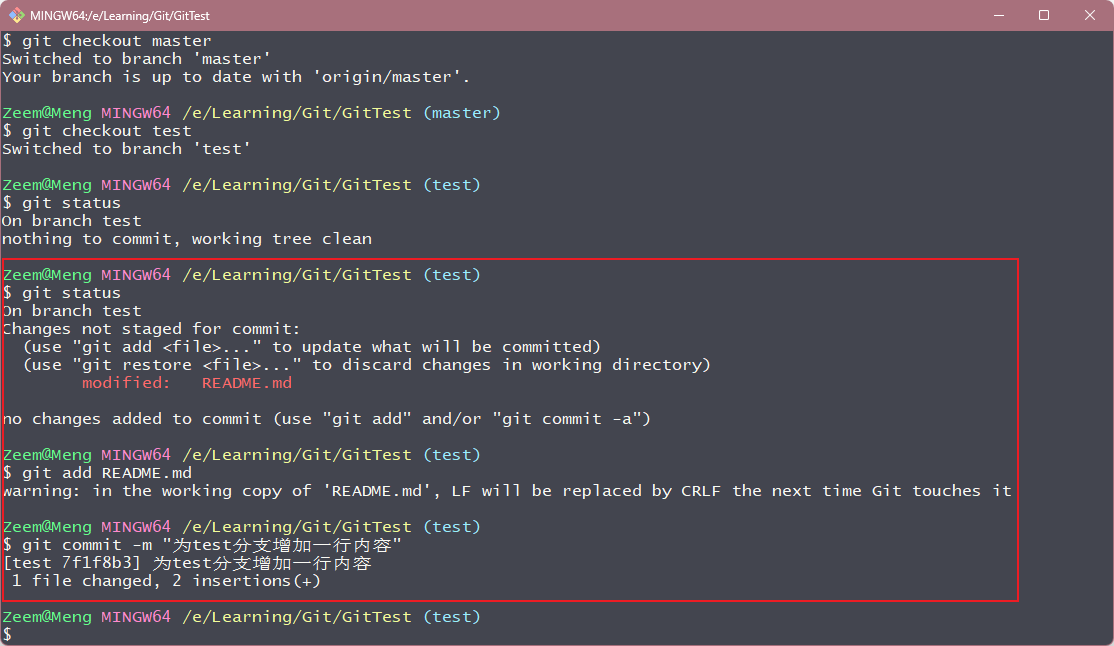 MINGW64:/e/Learning/Git/GitTest
$ git checkout master
Switched to branch 'master'
Your branch is up to date with 'origin/master'.
Zeem@Meng MINGW64 /e/Learning/Git/GitTest (master)
$ git checkout test
Switched to branch 'test'
Zeem@Meng MINGW64 /e/Learning/Git/GitTest (test)
$ git status
On branch test
nothing to commit, working tree clean
Zeem@Meng MINGW64 /e/Learning/Git/GitTest (test)
$ git status
On branch test
Changes not staged for commit:
  (use "git add <file>..." to update what will be committed)
  (use "git restore <file>..." to discard changes in working directory)
        modified:   README.md
no changes added to commit (use "git add" and/or "git commit -a")
Zeem@Meng MINGW64 /e/Learning/Git/GitTest (test)
$ git add README.md
warning: in the working copy of 'README.md', LF will be replaced by CRLF the next time Git touches it
Zeem@Meng MINGW64 /e/Learning/Git/GitTest (test)
$ git commit -m "为test分支增加一行内容"
[test 7f1f8b3] 为test分支增加一行内容
 1 file changed, 2 insertions(+)
Zeem@Meng MINGW64 /e/Learning/Git/GitTest (test)
$